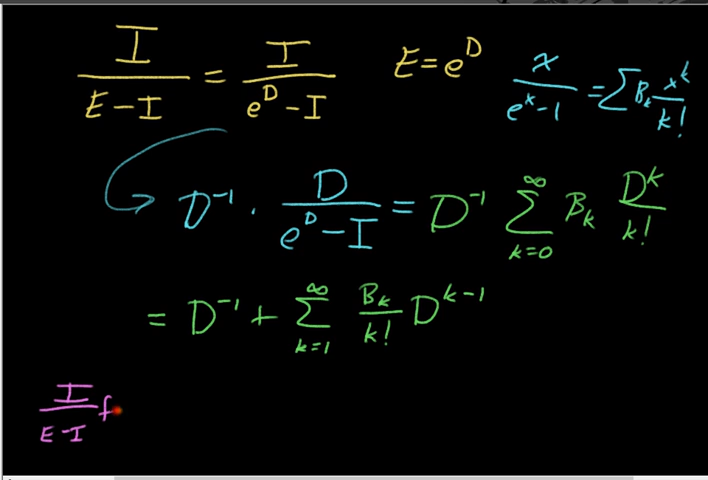 I/(E-I) = I/(e^D - I)  E = e^D  x/(e^x - 1) = ∑ B_k x^k/k!
D^-1 · D/(e^D - I) = D^-1 ∑_{k=0}^{∞} B_k D^k/k!
= D^-1 + ∑_{k=1}^{∞} B_k/k! D^{k-1}
I/(E-I) f